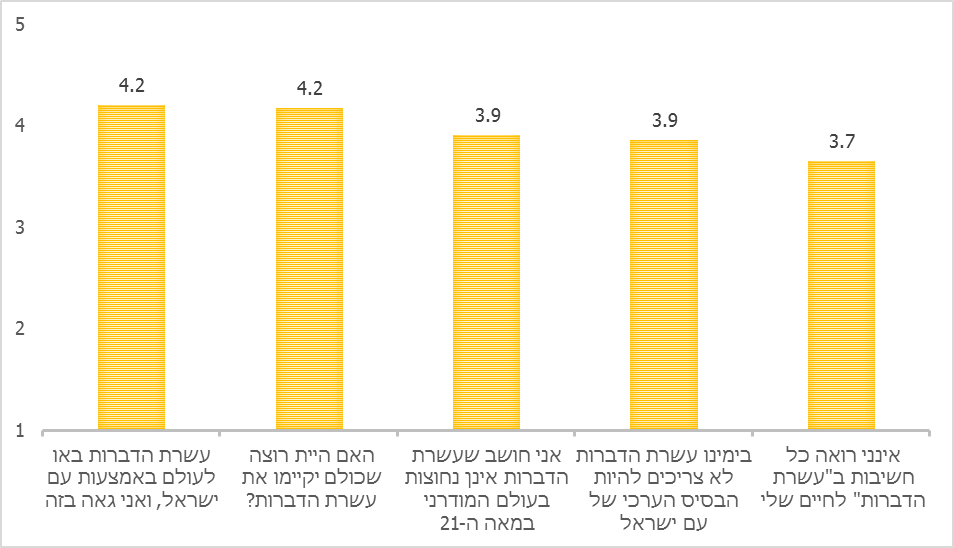 5
4
3
2
1
4.2
4.2
3.9
3.9
3.7
עשרת הדברות באו
לעולם באמצעות עם
ישראל, ואני גאה בזה
האם היית רוצה
שכולם יקיימו את
עשרת הדברות?
אני חושב שעשרת
הדברות אינן נחוצות
בעולם המודרני
במאה ה-21
בימינו עשרת הדברות
לא צריכים להיות
הבסיס הערכי של
עם ישראל
אינני רואה כל
חשיבות ב"עשרת
הדברות" לחיים שלי